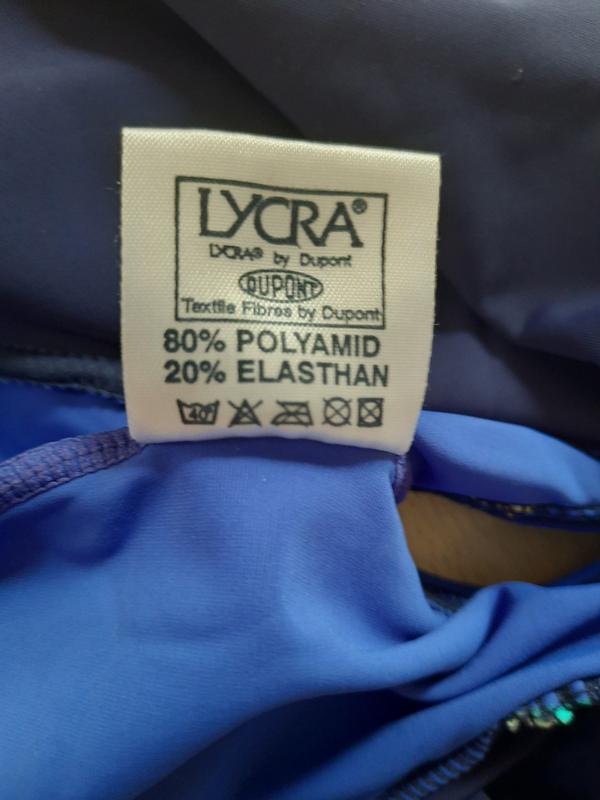 LYCRA®
LYCRA® by Dupont
DUPONT
Textile Fibres by Dupont
80% POLYAMID
20% ELASTHAN
40°